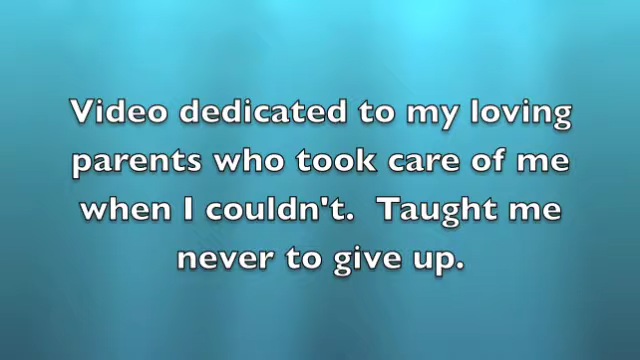 Video dedicated to my loving
parents who took care of me
when I couldn't.  Taught me
never to give up.